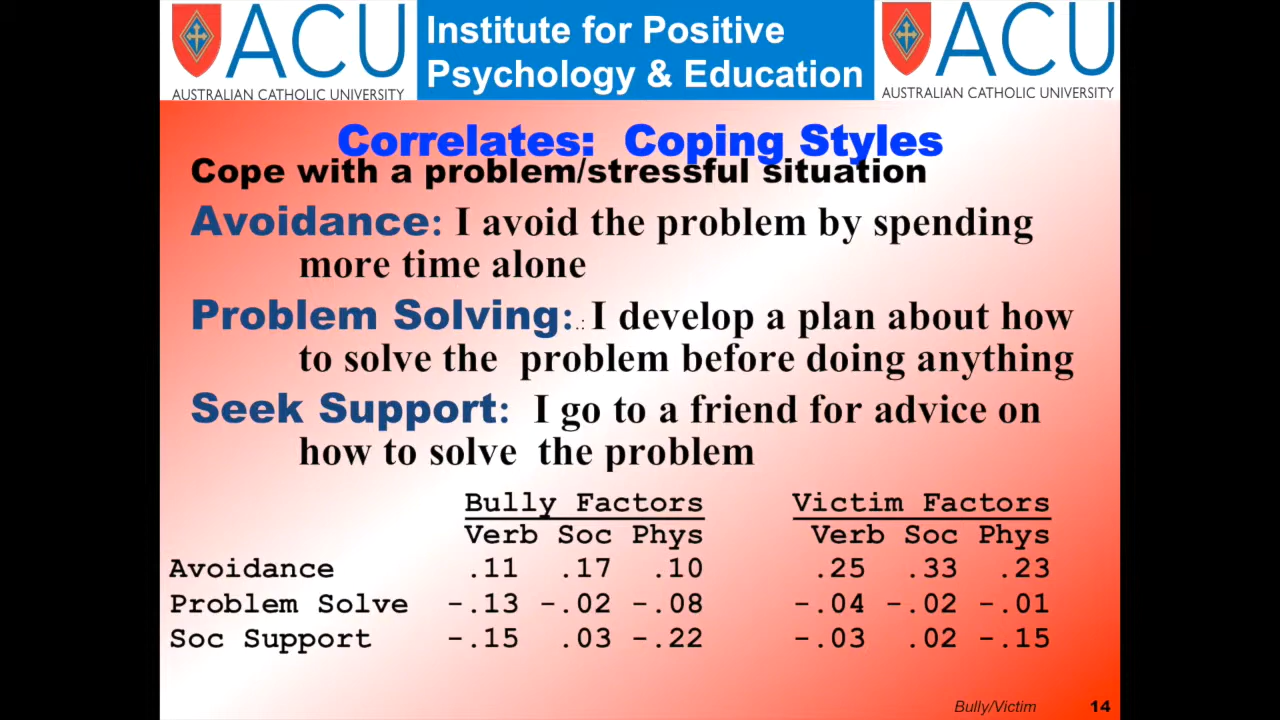 ACU
AUSTRALIAN CATHOLIC UNIVERSITY
Institute for Positive
Psychology & Education
ACU
AUSTRALIAN CATHOLIC UNIVERSITY
Correlates: Coping Styles
Cope with a problem/stressful situation
Avoidance: I avoid the problem by spending
more time alone
Problem Solving:.: I develop a plan about how
to solve the problem before doing anything
Seek Support: I go to a friend for advice on
how to solve the problem
Bully Factors Victim Factors
Verb Soc Phys Verb Soc Phys
Avoidance .11 .17 .10 .25 .33 .23
Problem Solve -.13 -.02 -.08 -.04 -.02 -.01
Soc Support -.15 .03 -.22 -.03 .02 -.15
Bully/Victim 14